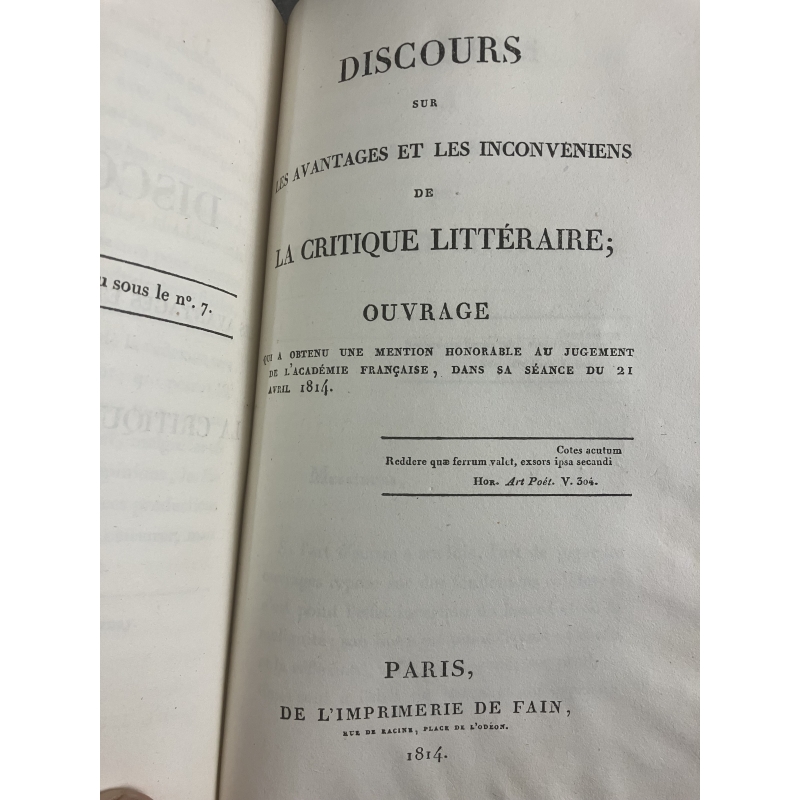 sous le nº. 7.
DISCOURS
SUR
LES AVANTAGES ET LES INCONVÉNIENS
DE
LA CRITIQUE LITTÉRAIRE;
OUVRAGE
QUI A OBTENU UNE MENTION HONORABLE AU JUGEMENT
DE L'ACADÉMIE FRANÇAISE, DANS SA SÉANCE DU 21
AVRIL 1814.
Cotes acutum
Reddere quæ ferrum valet, exsors ipsa secandi
HOR. Art Poét. V. 304.
PARIS,
DE L'IMPRIMERIE DE FAIN,
RUE DE RACINE, PLACE DE L'ODÉON.
1814.